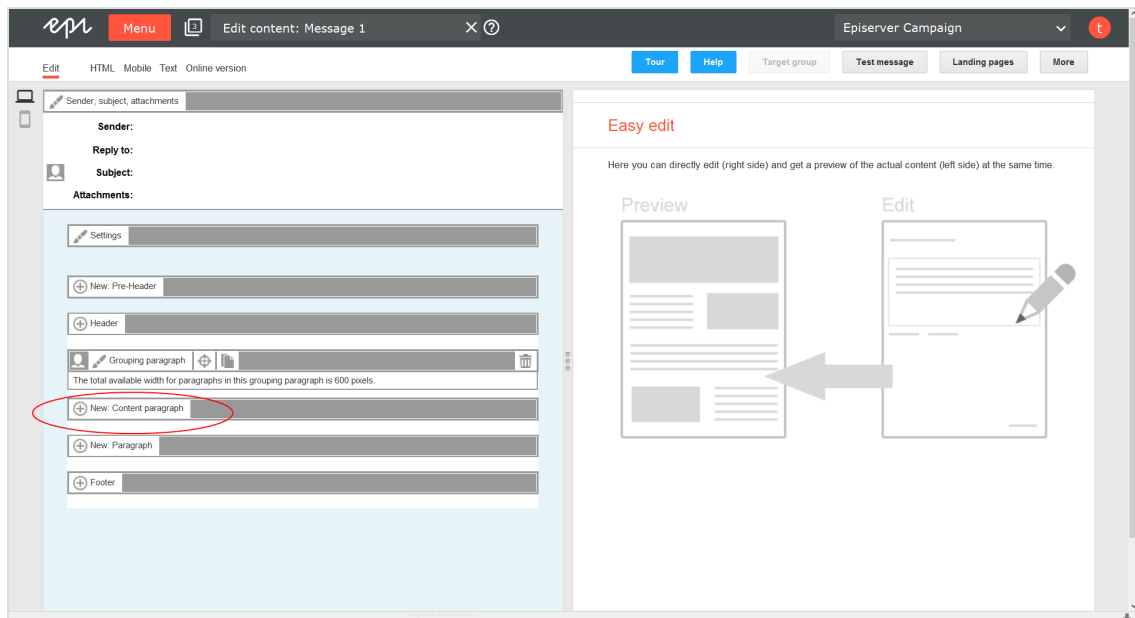 epi
Menu
3
Edit content: Message 1
Episerver Campaign
t
Edit
HTML
Mobile
Text
Online version
Tour
Help
Target group
Test message
Landing pages
More
Sender, subject, attachments
Sender:
Reply to:
Subject:
Attachments:
Settings
New: Pre-Header
Header
Grouping paragraph
The total available width for paragraphs in this grouping paragraph is 600 pixels.
New: Content paragraph
New: Paragraph
Footer
Easy edit
Here you can directly edit (right side) and get a preview of the actual content (left side) at the same time.
Preview
Edit